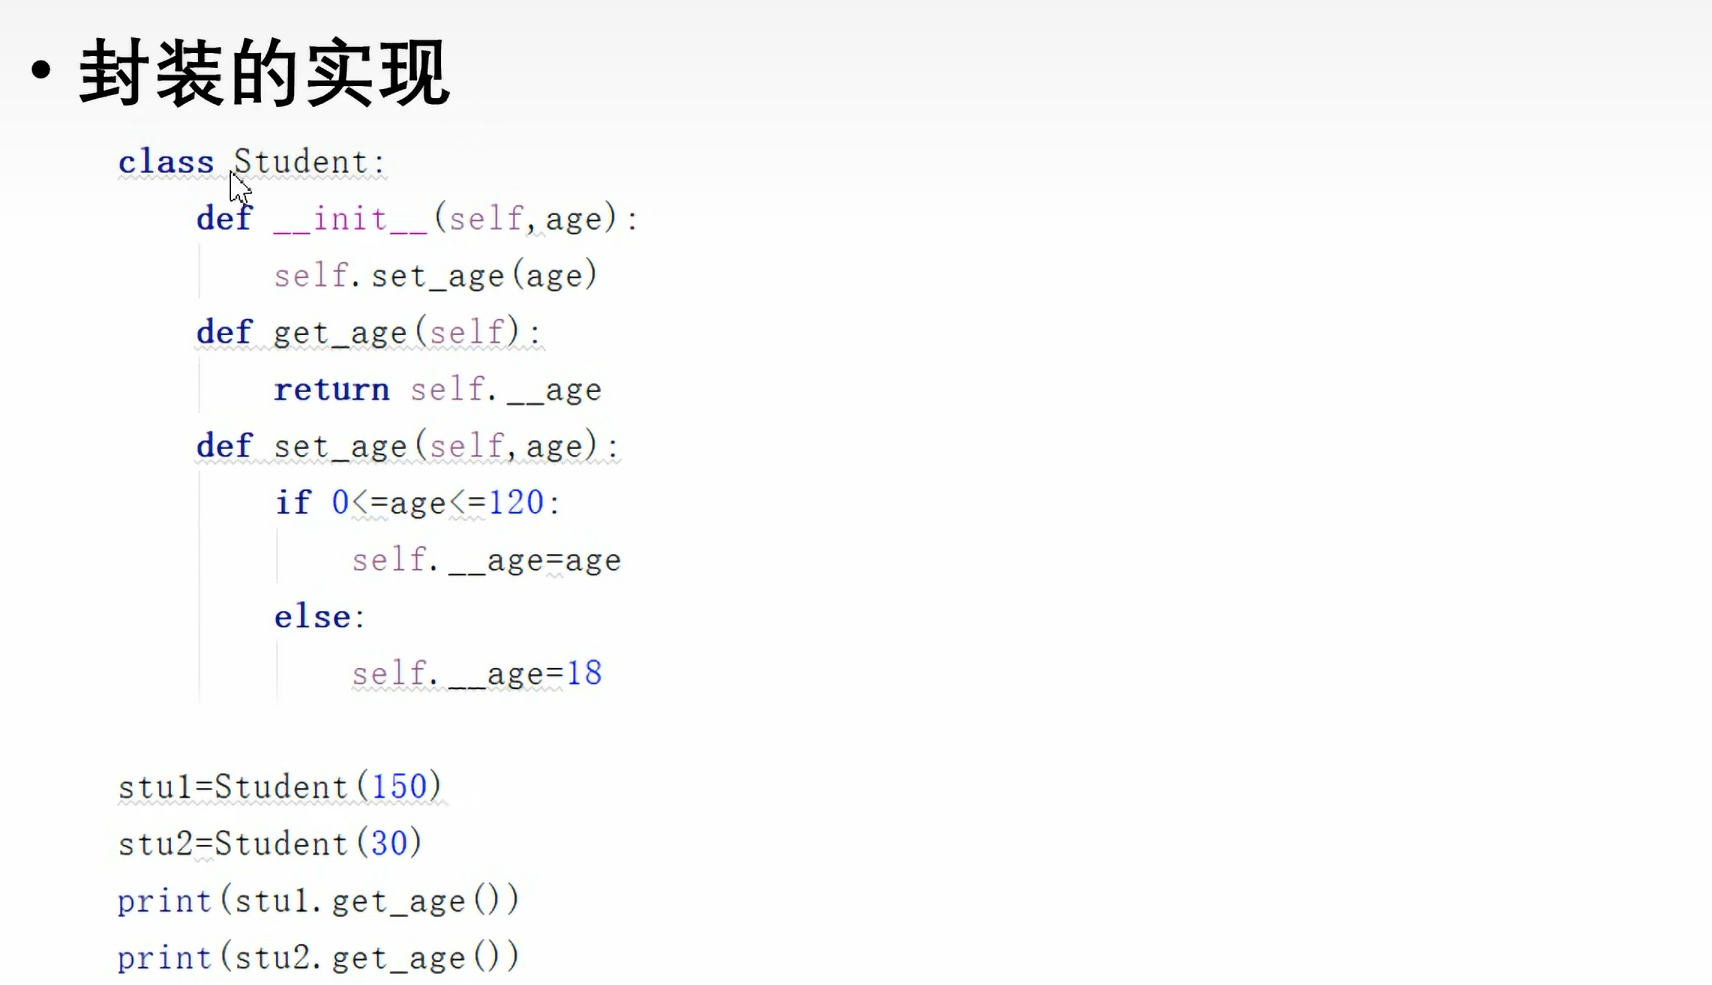 • 封装的实现
class Student:
    def __init__(self,age):
        self.set_age(age)
    def get_age(self):
        return self.__age
    def set_age(self,age):
        if 0<=age<=120:
            self.__age=age
        else:
            self.__age=18
stu1=Student(150)
stu2=Student(30)
print(stu1.get_age())
print(stu2.get_age())